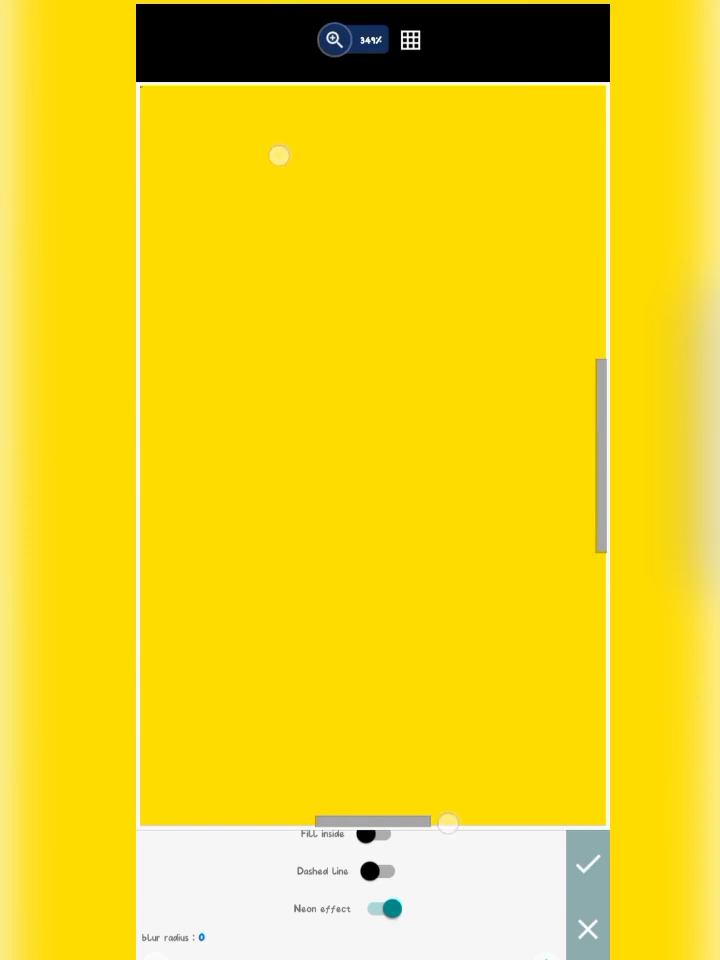 349%
Fill inside
Dashed Line
Neon effect
blur radius : 0